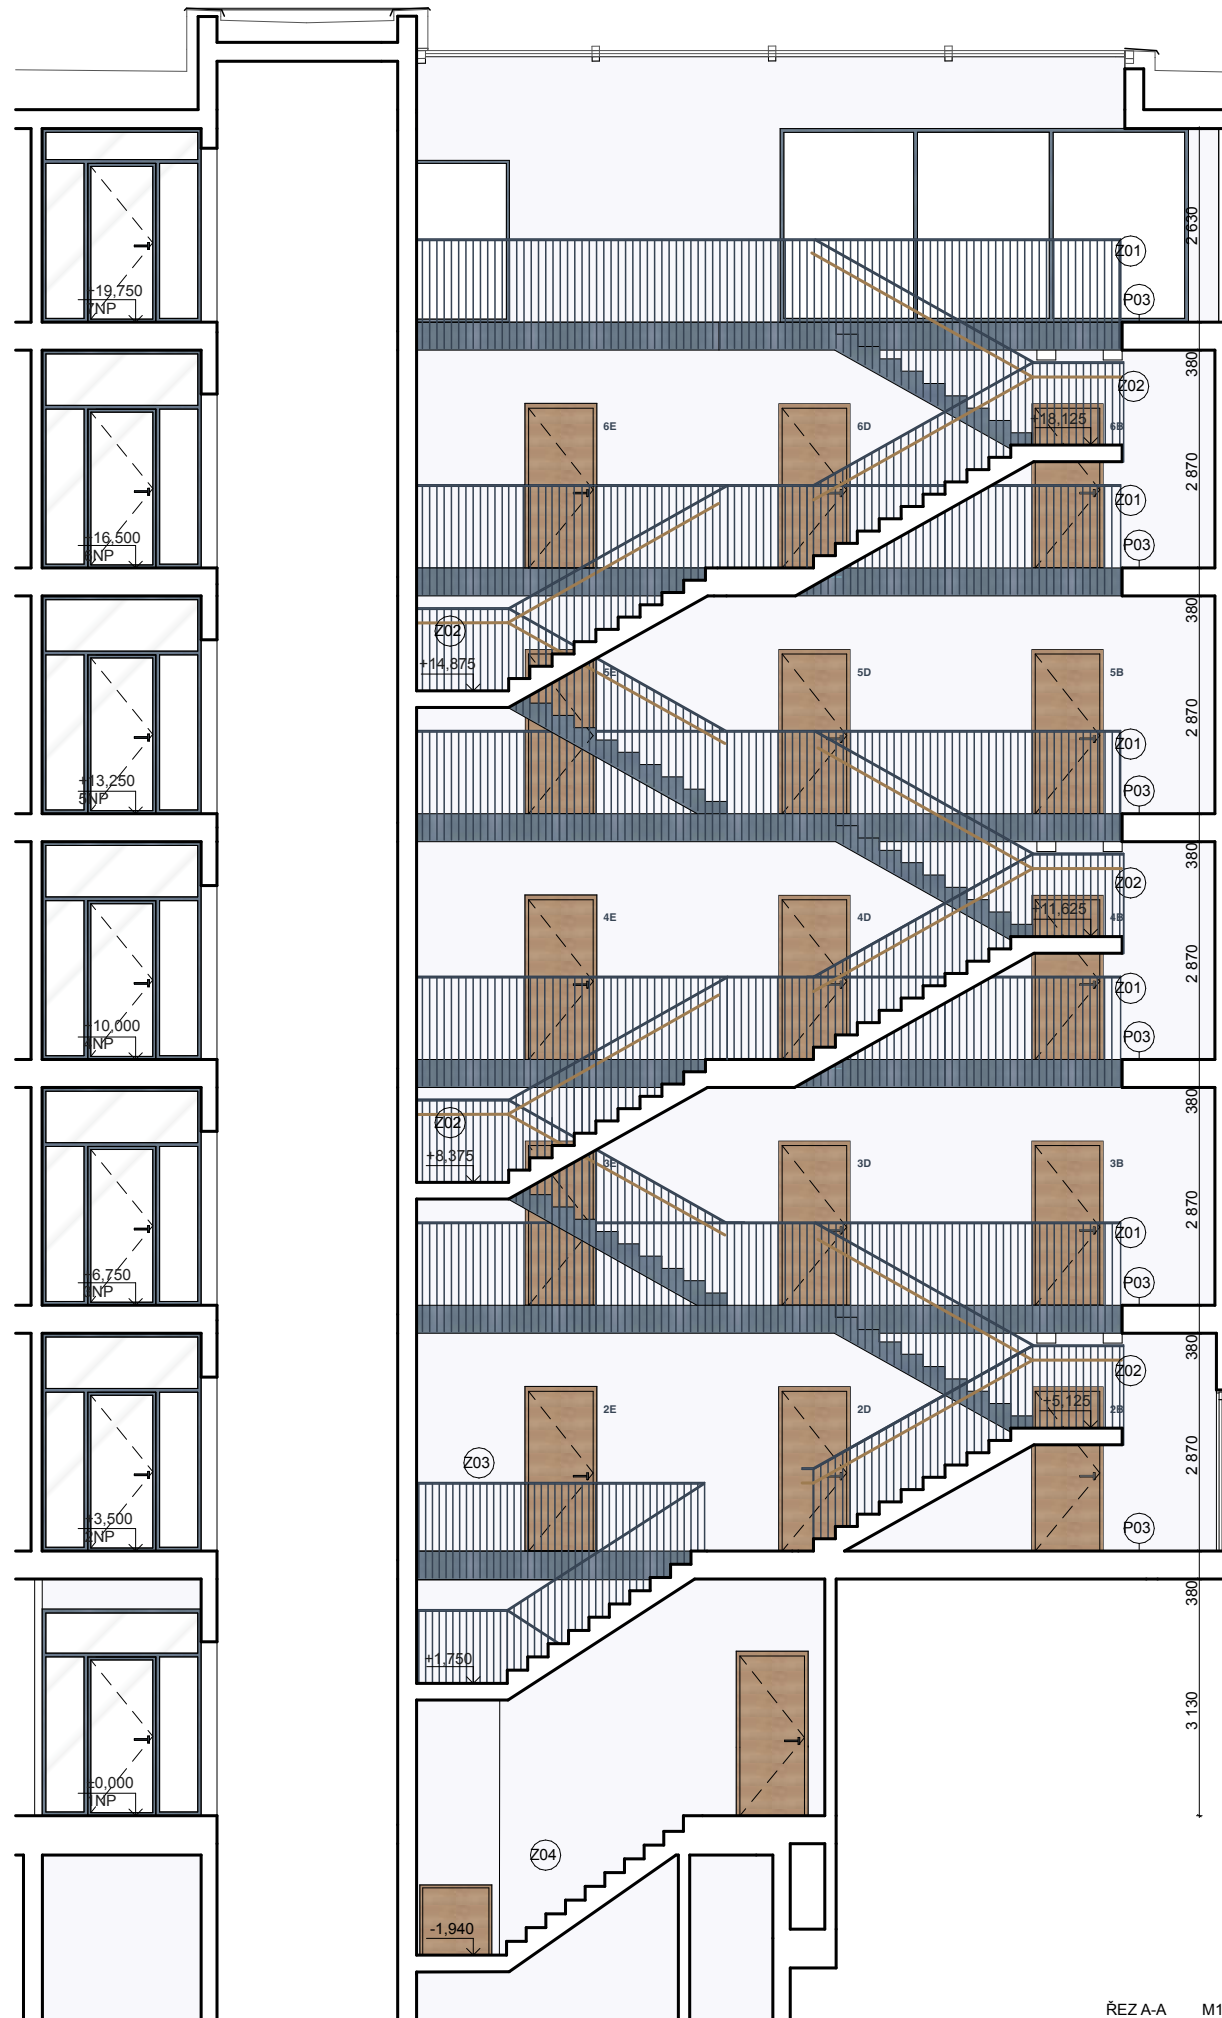 2 630
Z01
+19,750
7NP
P03
380
Z02
+18,125
6E
6D
6B
2 870
Z01
+16,500
6NP
P03
380
Z02
+14,875
5E
5D
5B
2 870
Z01
+13,250
5NP
P03
380
Z02
+11,625
4E
4D
4B
2 870
Z01
+10,000
4NP
P03
380
Z02
+8,375
3E
3D
3B
2 870
Z01
+6,750
3NP
P03
380
Z02
+5,125
2E
2D
2B
2 870
Z03
+3,500
2NP
P03
380
+1,750
3 130
±0,000
1NP
Z04
-1,940
ŘEZ A-A M1